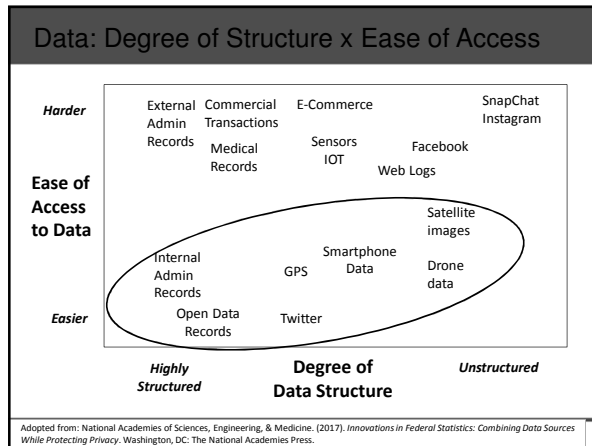 Data: Degree of Structure x Ease of Access
Harder
External
Admin
Records
Commercial
Transactions
E-Commerce
SnapChat
Instagram
Medical
Records
Sensors
IOT
Facebook
Web Logs
Ease of
Access
to Data
Satellite
images
Internal
Admin
Records
GPS
Smartphone
Data
Drone
data
Easier
Open Data
Records
Twitter
Highly
Structured
Degree of
Data Structure
Unstructured
Adopted from: National Academies of Sciences, Engineering, & Medicine. (2017). Innovations in Federal Statistics: Combining Data Sources
While Protecting Privacy. Washington, DC: The National Academies Press.